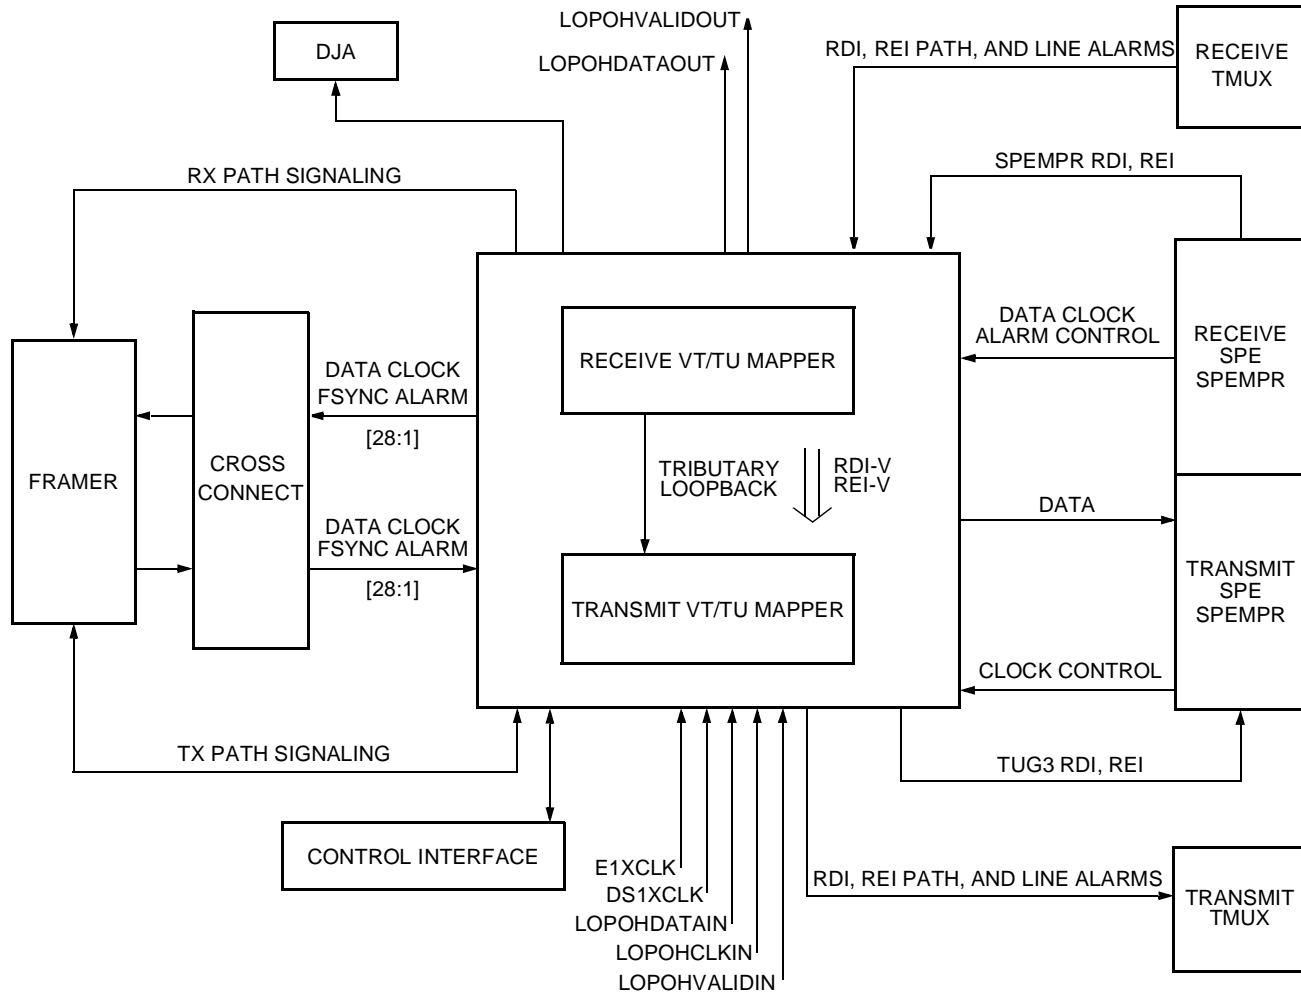 LOPOHVALIDOUT
DJA
LOPOHDATAOUT
RDI, REI PATH, AND LINE ALARMS
RECEIVE
TMUX
RX PATH SIGNALING
SPEMPR RDI, REI
DATA CLOCK
ALARM CONTROL
RECEIVE
SPE
SPEMPR
RECEIVE VT/TU MAPPER
DATA CLOCK
FSYNC ALARM
[28:1]
FRAMER
CROSS
CONNECT
TRIBUTARY
LOOPBACK
RDI-V
REI-V
DATA
DATA CLOCK
FSYNC ALARM
[28:1]
TRANSMIT VT/TU MAPPER
TRANSMIT
SPE
SPEMPR
CLOCK CONTROL
TX PATH SIGNALING
TUG3 RDI, REI
CONTROL INTERFACE
E1XCLK
DS1XCLK
LOPOHDATAIN
LOPOHCLKIN
LOPOHVALIDIN
RDI, REI PATH, AND LINE ALARMS
TRANSMIT
TMUX